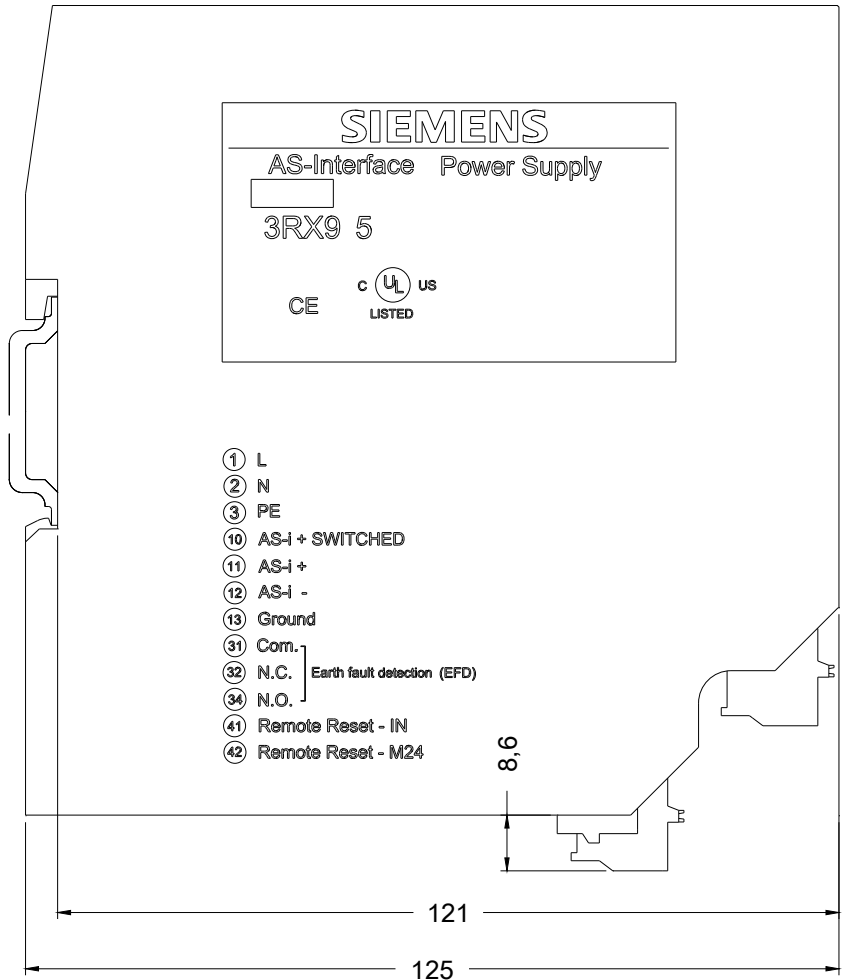 SIEMENS
AS-Interface Power Supply
3RX9 5
C UL US
LISTED
CE
1 L
2 N
3 PE
10 AS-i + SWITCHED
11 AS-i +
12 AS-i -
13 Ground
31 Com.
32 N.C. Earth fault detection (EFD)
34 N.O.
41 Remote Reset - IN
42 Remote Reset - M24
8,6
121
125